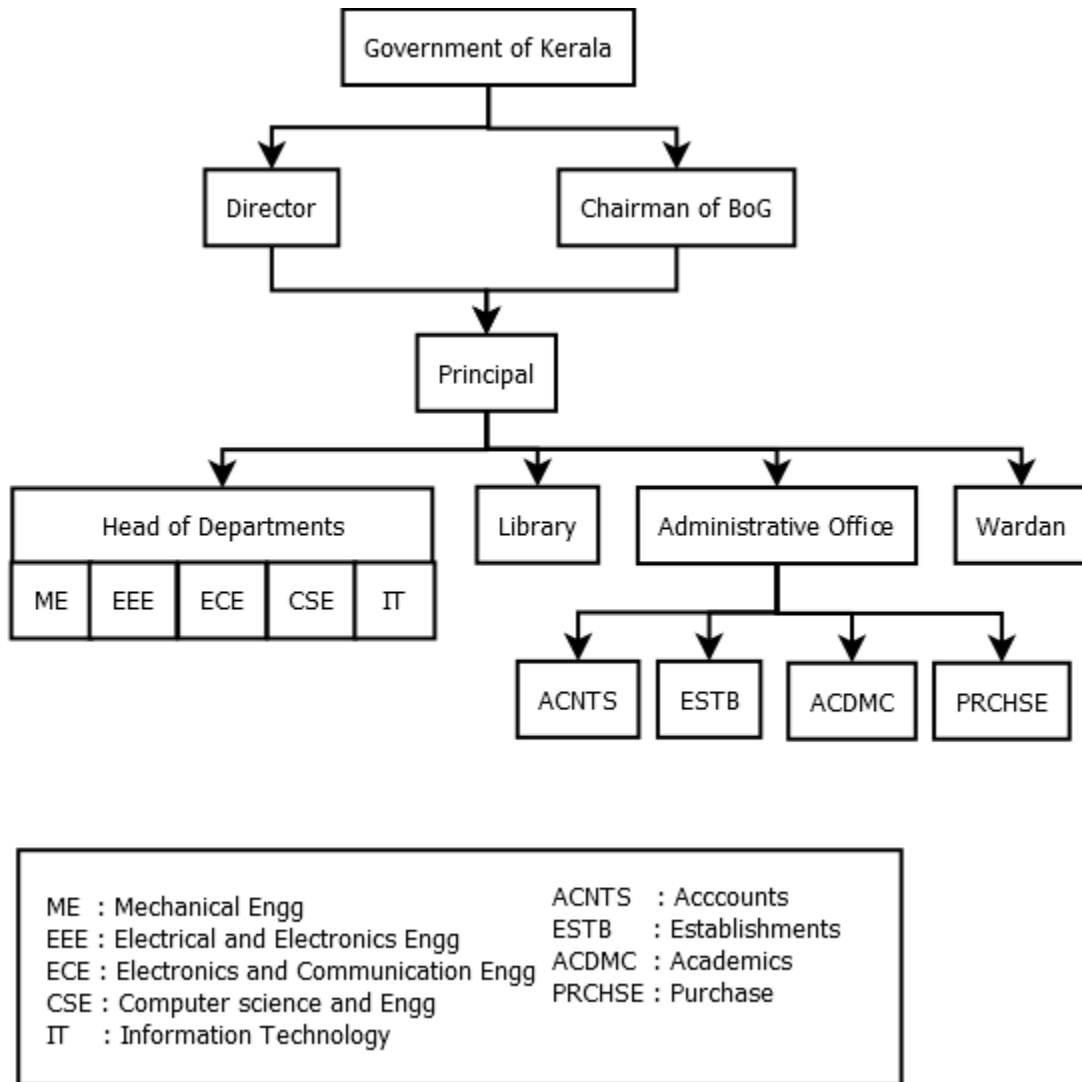 Government of Kerala
Director
Chairman of BoG
Principal
Head of Departments
Library
Administrative Office
Wardan
ME
EEE
ECE
CSE
IT
ACNTS
ESTB
ACDMC
PRCHSE
ME : Mechanical Engg
EEE : Electrical and Electronics Engg
ECE : Electronics and Communication Engg
CSE : Computer science and Engg
IT : Information Technology
ACNTS : Acccounts
ESTB : Establishments
ACDMC : Academics
PRCHSE : Purchase